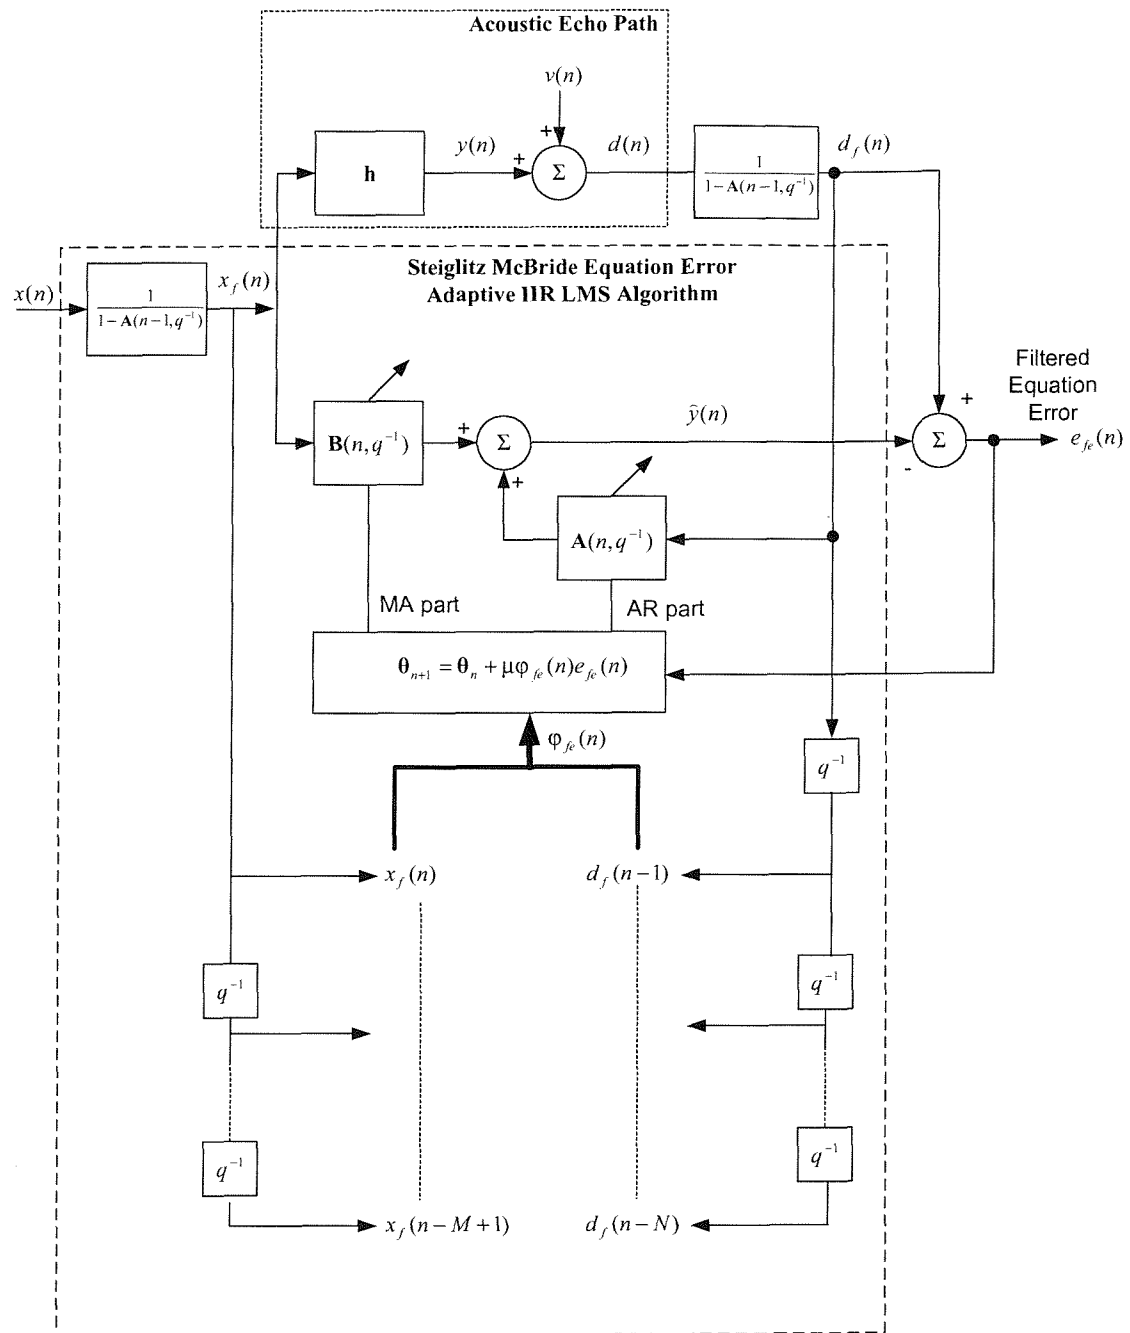 Acoustic Echo Path
v(n)
+
h
y(n)
+
Σ
d(n)
1
1−A(n−1,q⁻¹)
d_f(n)
Steiglitz McBride Equation Error
Adaptive IIR LMS Algorithm
x(n)
1
1−A(n−1,q⁻¹)
x_f(n)
B(n,q⁻¹)
+
Σ
+
ŷ(n)
+
Σ
-
Filtered
Equation
Error
e_fe(n)
A(n,q⁻¹)
MA part
AR part
θ_{n+1} = θ_n + μφ_fe(n)e_fe(n)
φ_fe(n)
q⁻¹
x_f(n)
d_f(n−1)
q⁻¹
q⁻¹
q⁻¹
q⁻¹
x_f(n−M+1)
d_f(n−N)